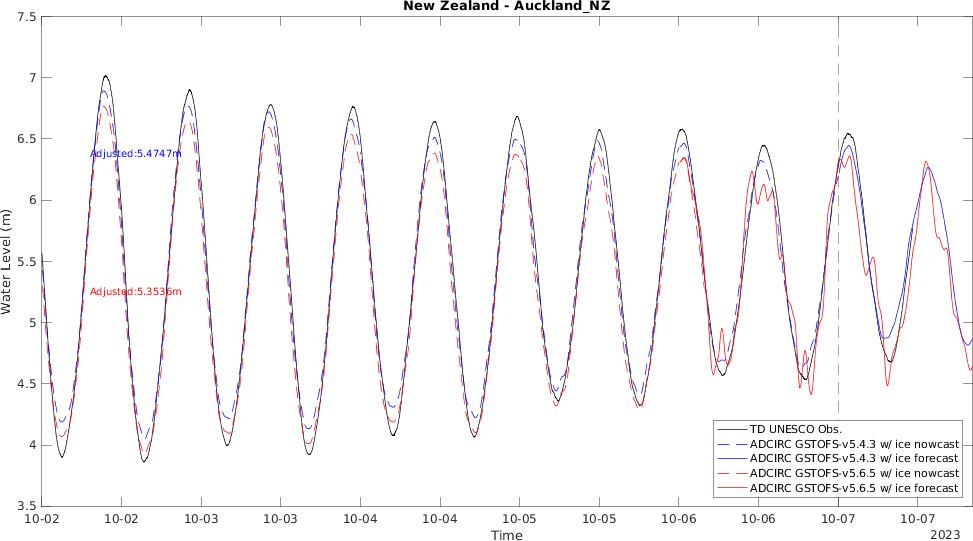 New Zealand - Auckland_NZ
7.5
7
6.5
6
5.5
5
4.5
4
3.5
Water Level (m)
Adjusted:5.4747m
Adjusted:5.3536m
TD UNESCO Obs.
ADCIRC GSTOFS-v5.4.3 w/ ice nowcast
ADCIRC GSTOFS-v5.4.3 w/ ice forecast
ADCIRC GSTOFS-v5.6.5 w/ ice nowcast
ADCIRC GSTOFS-v5.6.5 w/ ice forecast
10-02 10-02 10-03 10-03 10-04 10-04 10-05 10-05 10-06 10-06 10-07 10-07
Time
2023